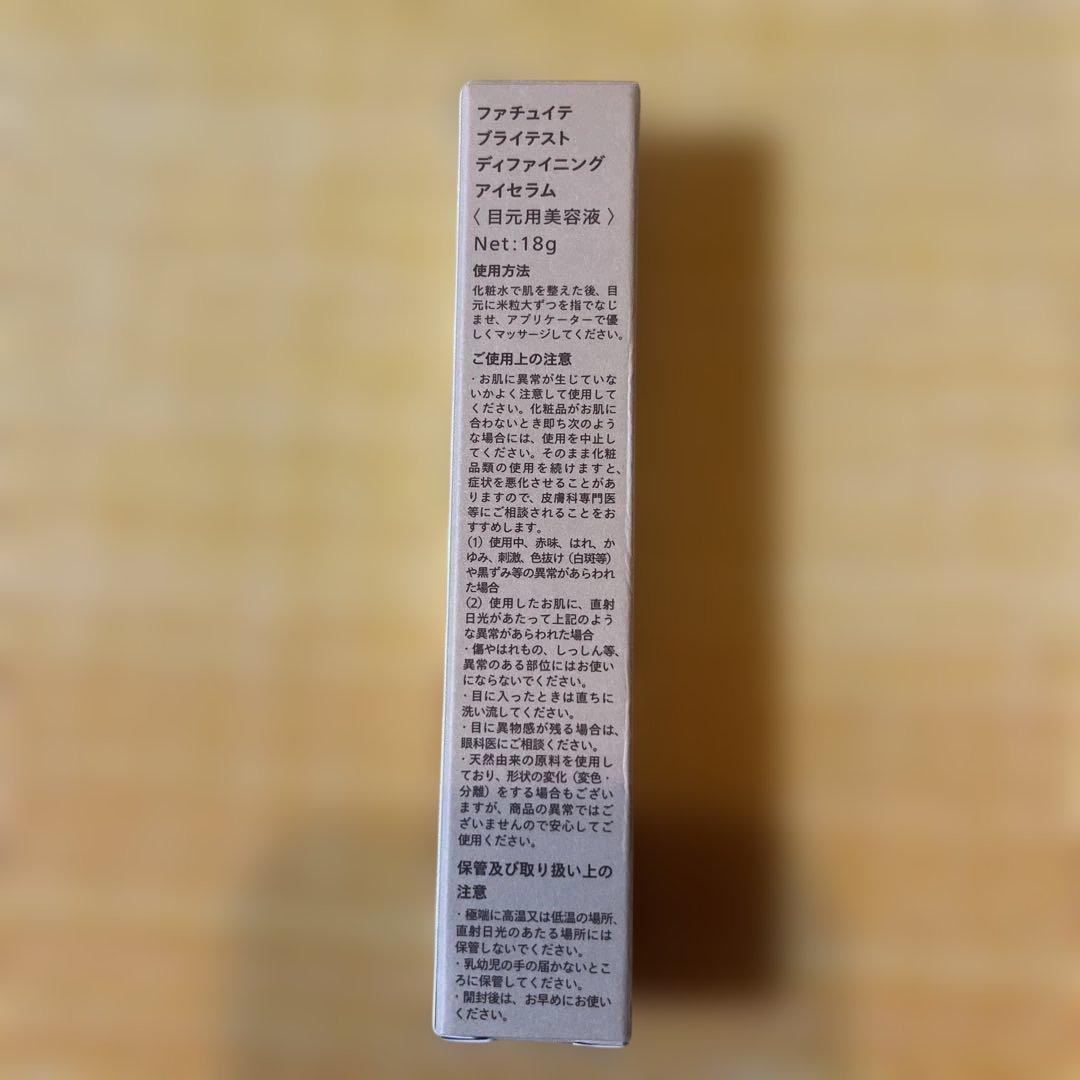 ファチュイテ
ブライテスト
ディファイニング
アイセラム
〈目元用美容液〉
Net:18g
使用方法
化粧水で肌を整えた後、目
元に米粒大ずつを指でなじ
ませ、アプリケーターで優
しくマッサージしてください。
ご使用上の注意
・お肌に異常が生じていな
いかよく注意して使用して
ください。化粧品がお肌に
合わないとき即ち次のよう
な場合には、使用を中止し
てください。そのまま化粧
品類の使用を続けますと、
症状を悪化させることがあ
りますので、皮膚科専門医
等にご相談されることをお
すすめします。
(1) 使用中、赤味、はれ、か
ゆみ、刺激、色抜け（白斑等）
や黒ずみ等の異常があらわれ
た場合
(2) 使用したお肌に、直射
日光があたって上記のよう
な異常があらわれた場合
・傷やはれもの、しっしん等、
異常のある部位にはお使い
にならないでください。
・目に入ったときは直ちに
洗い流してください。
・目に異物感が残る場合は、
眼科医にご相談ください。
・天然由来の原料を使用し
ており、形状の変化（変色・
分離）をする場合もござい
ますが、商品の異常ではご
ざいませんので安心してご
使用ください。
保管及び取り扱い上の
注意
・極端に高温又は低温の場所、
直射日光のあたる場所には
保管しないでください。
・乳幼児の手の届かないとこ
ろに保管してください。
・開封後は、お早めにお使い
ください。